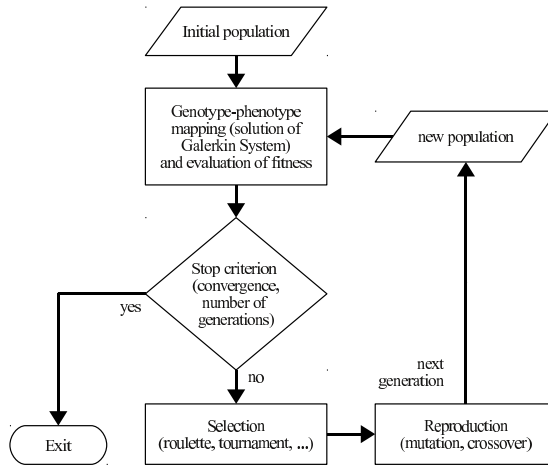 Initial population
Genotype-phenotype
mapping (solution of
Galerkin System)
and evaluation of fitness
new population
Stop criterion
(convergence,
number of
generations)
yes
no
next
generation
Selection
(roulette, tournament, ...)
Reproduction
(mutation, crossover)
Exit